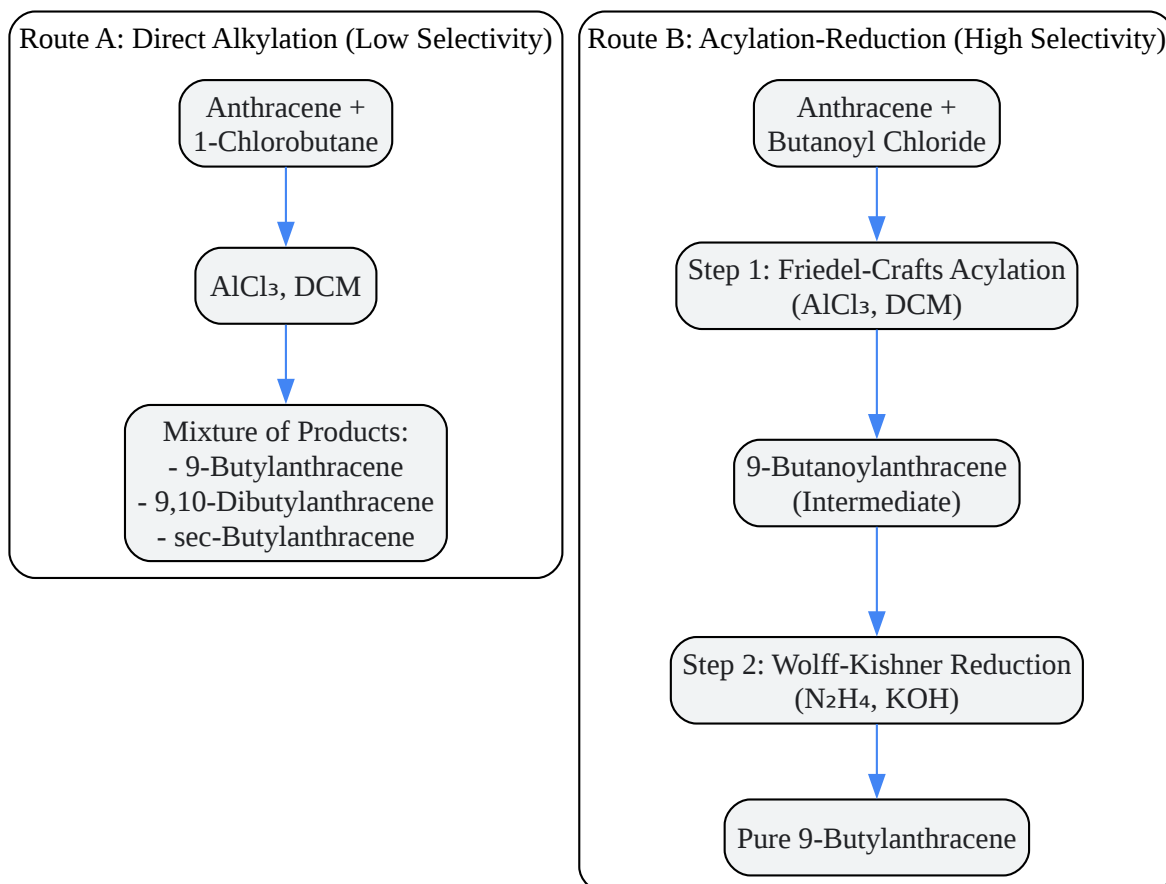 Route A: Direct Alkylation (Low Selectivity)
Anthracene +
1-Chlorobutane
AlCl₃, DCM
Mixture of Products:
- 9-Butylanthracene
- 9,10-Dibutylanthracene
- sec-Butylanthracene
Route B: Acylation-Reduction (High Selectivity)
Anthracene +
Butanoyl Chloride
Step 1: Friedel-Crafts Acylation
(AlCl₃, DCM)
9-Butanoylanthracene
(Intermediate)
Step 2: Wolff-Kishner Reduction
(N₂H₄, KOH)
Pure 9-Butylanthracene